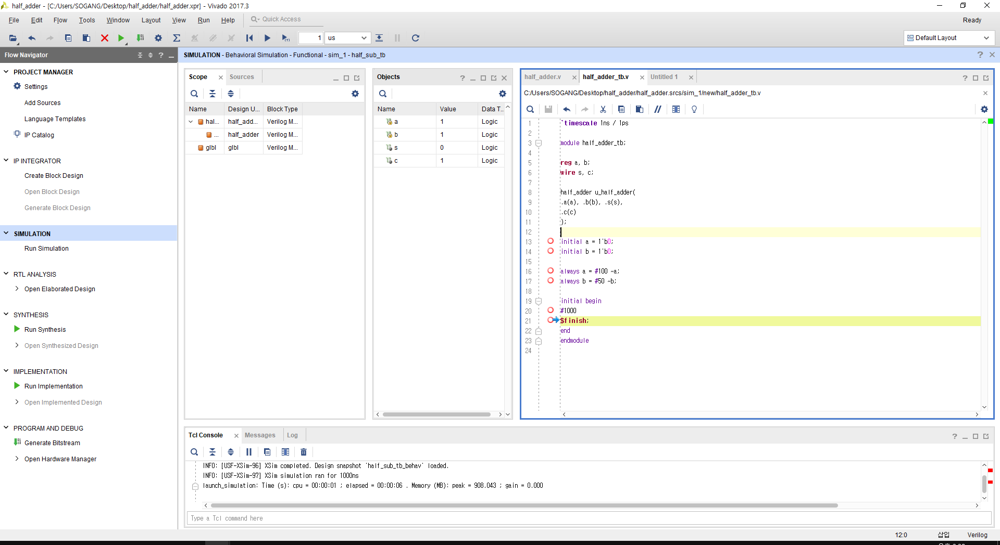 half_adder - [C:/Users/SOGANG/Desktop/half_adder/half_adder.xpr] - Vivado 2017.3
File Edit Flow Tools Window Layout View Run Help Quick Access
Ready
1 us
Default Layout
Flow Navigator
PROJECT MANAGER
Settings
Add Sources
Language Templates
IP Catalog
IP INTEGRATOR
Create Block Design
Open Block Design
Generate Block Design
SIMULATION
Run Simulation
RTL ANALYSIS
Open Elaborated Design
SYNTHESIS
Run Synthesis
Open Synthesized Design
IMPLEMENTATION
Run Implementation
Open Implemented Design
PROGRAM AND DEBUG
Generate Bitstream
Open Hardware Manager
SIMULATION - Behavioral Simulation - Functional - sim_1 - half_sub_tb
Scope Sources
Name Design U... Block Type
hal... half_add... Verilog M...
... half_adder Verilog M...
glbl glbl Verilog M...
Objects
Name Value Data T...
a 1 Logic
b 1 Logic
s 0 Logic
c 1 Logic
half_adder.v half_adder_tb.v Untitled 1
C:/Users/SOGANG/Desktop/half_adder/half_adder.srcs/sim_1/new/half_adder_tb.v
1 `timescale 1ns / 1ps
2
3 module half_adder_tb;
4
5 reg a, b;
6 wire s, c;
7
8 half_adder u_half_adder(
9 .a(a), .b(b), .s(s),
10 .c(c)
11 );
12
13 initial a = 1'b0;
14 initial b = 1'b0;
15
16 always a = #100 ~a;
17 always b = #50 ~b;
18
19 initial begin
20 #1000
21 $finish;
22 end
23 endmodule
24
Tcl Console Messages Log
INFO: [USF-XSim-96] XSim completed. Design snapshot 'half_sub_tb_behav' loaded.
INFO: [USF-XSim-97] XSim simulation ran for 1000ns
launch_simulation: Time (s): cpu = 00:00:01 ; elapsed = 00:00:06 . Memory (MB): peak = 908.043 ; gain = 0.000
Type a Tcl command here
12:0 삽입 Verilog